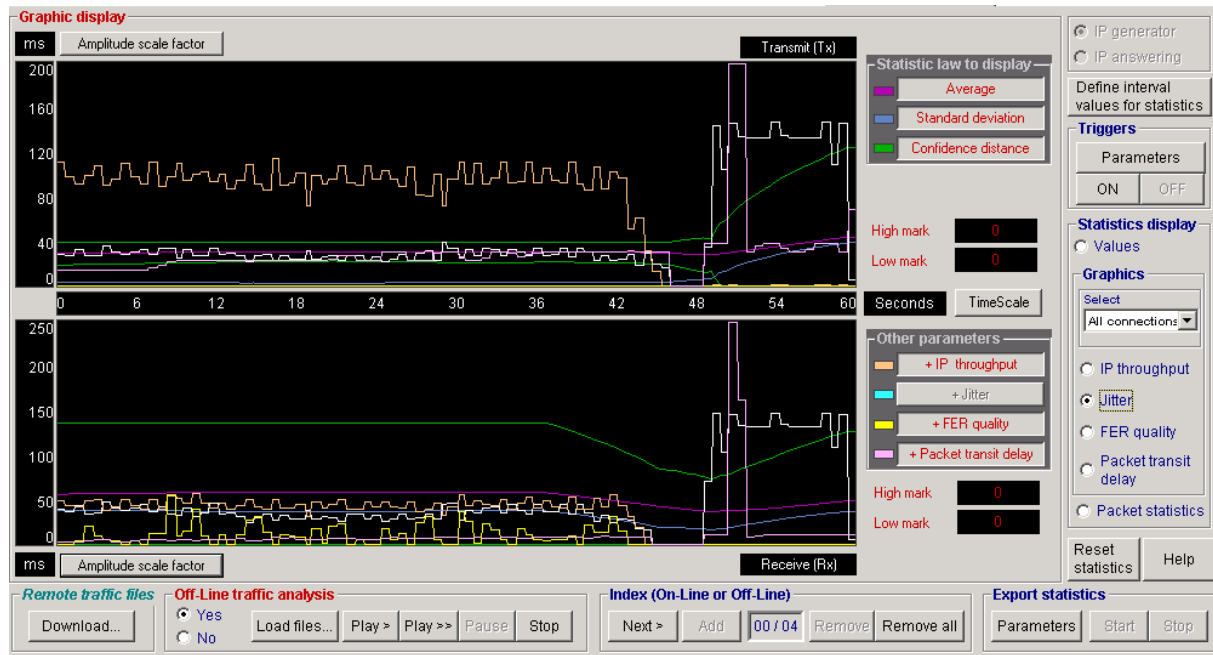 Graphic display
ms Amplitude scale factor Transmit (Tx)
200
160
120
80
40
0
0 6 12 18 24 30 36 42 48 54 60 Seconds TimeScale
Statistic law to display
Average
Standard deviation
Confidence distance
High mark 0
Low mark 0
250
200
150
100
50
0
Other parameters
+ IP throughput
+ Jitter
+ FER quality
+ Packet transit delay
High mark 0
Low mark 0
ms Amplitude scale factor Receive (Rx)
IP generator
IP answering
Define interval
values for statistics
Triggers
Parameters
ON OFF
Statistics display
Values
Graphics
Select
All connections
IP throughput
Jitter
FER quality
Packet transit
delay
Packet statistics
Reset
statistics
Help
Remote traffic files
Download...
Off-Line traffic analysis
Yes
No
Load files... Play > Play >> Pause Stop
Index (On-Line or Off-Line)
Next > Add 00 / 04 Remove Remove all
Export statistics
Parameters Start Stop